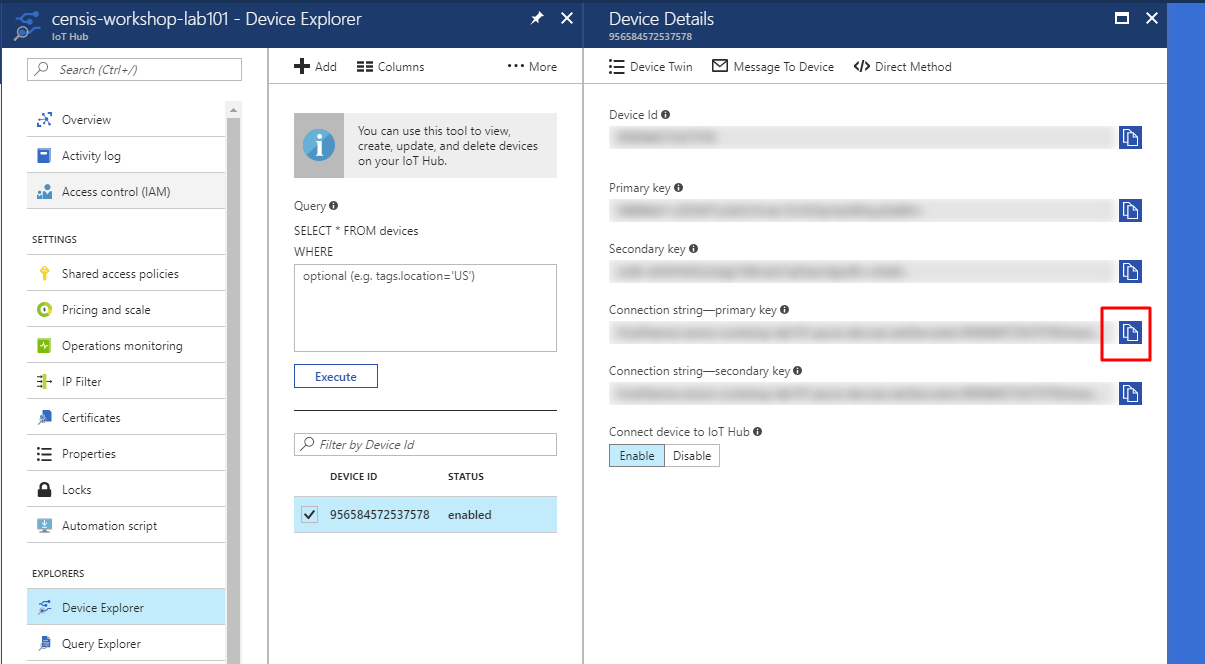 censis-workshop-lab101 - Device Explorer
IoT Hub
Search (Ctrl+/)
Overview
Activity log
Access control (IAM)
SETTINGS
Shared access policies
Pricing and scale
Operations monitoring
IP Filter
Certificates
Properties
Locks
Automation script
EXPLORERS
Device Explorer
Query Explorer
Add
Columns
More
You can use this tool to view,
create, update, and delete devices
on your IoT Hub.
Query
SELECT * FROM devices
WHERE
optional (e.g. tags.location='US')
Execute
Filter by Device Id
DEVICE ID STATUS
956584572537578 enabled
Device Details
956584572537578
Device Twin
Message To Device
Direct Method
Device Id
Primary key
Secondary key
Connection string—primary key
Connection string—secondary key
Connect device to IoT Hub
Enable Disable